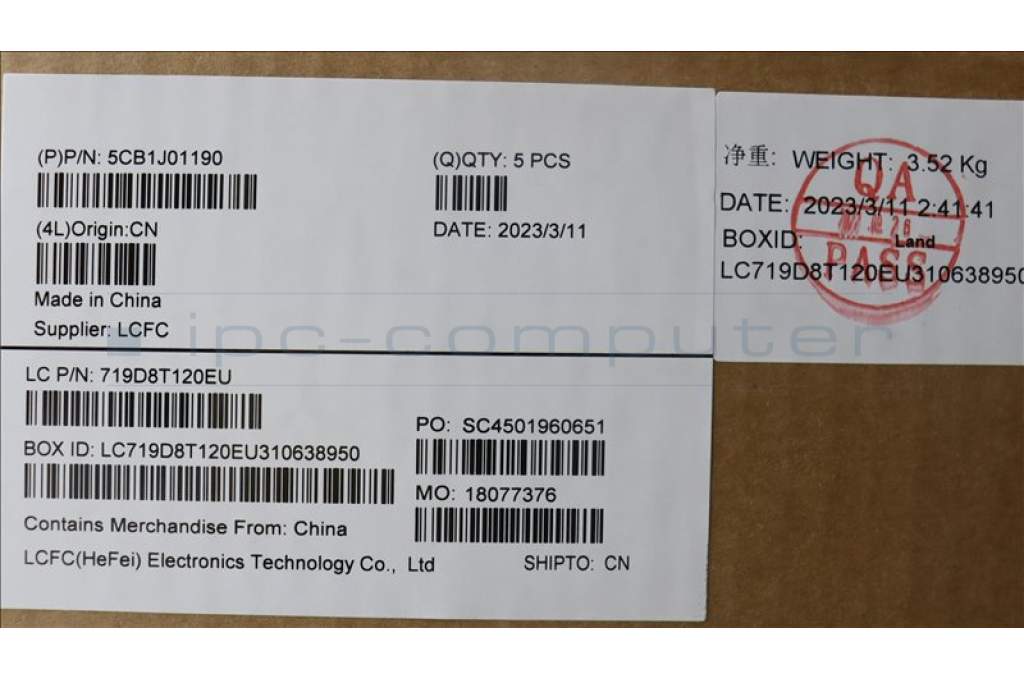 (P)P/N: 5CB1J01190
(Q)QTY: 5 PCS
(4L)Origin:CN
DATE: 2023/3/11
Made in China
Supplier: LCFC
LC P/N: 719D8T120EU
BOX ID: LC719D8T120EU310638950
PO: SC4501960651
MO: 18077376
Contains Merchandise From: China
LCFC(HeFei) Electronics Technology Co., Ltd
SHIPTO: CN
净重: WEIGHT: 3.52 Kg
DATE: 2023/3/11 2:41:41
BOXID: Land
LC719D8T120EU310638950
QA
PASS
ipc-computer